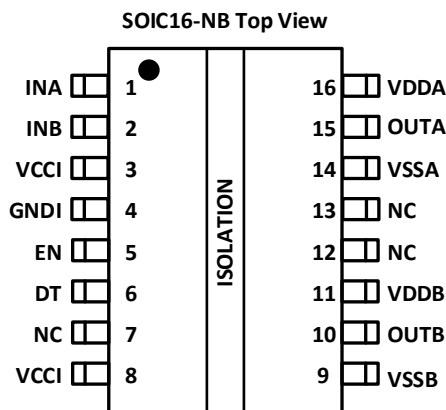 SOIC16-NB Top View
INA 1 16 VDDA
INB 2 15 OUTA
VCCI 3 14 VSSA
GNDI 4 13 NC
EN 5 12 NC
DT 6 11 VDDB
NC 7 10 OUTB
VCCI 8 9 VSSB
ISOLATION